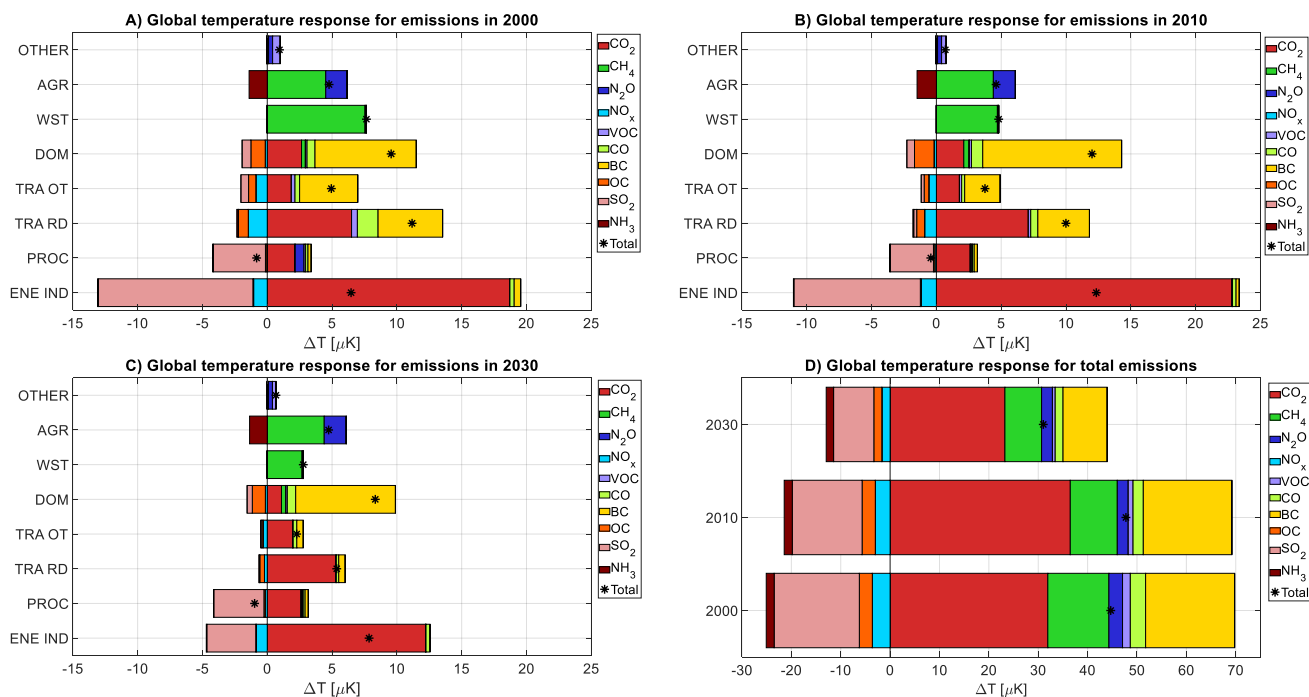 A) Global temperature response for emissions in 2000
OTHER
AGR
WST
DOM
TRA OT
TRA RD
PROC
ENE IND
-15 -10 -5 0 5 10 15 20 25
ΔT [μK]
CO2
CH4
N2O
NOx
VOC
CO
BC
OC
SO2
NH3
Total
B) Global temperature response for emissions in 2010
OTHER
AGR
WST
DOM
TRA OT
TRA RD
PROC
ENE IND
-15 -10 -5 0 5 10 15 20 25
ΔT [μK]
CO2
CH4
N2O
NOx
VOC
CO
BC
OC
SO2
NH3
Total
C) Global temperature response for emissions in 2030
OTHER
AGR
WST
DOM
TRA OT
TRA RD
PROC
ENE IND
-15 -10 -5 0 5 10 15 20 25
ΔT [μK]
CO2
CH4
N2O
NOx
VOC
CO
BC
OC
SO2
NH3
Total
D) Global temperature response for total emissions
2030
2010
2000
-30 -20 -10 0 10 20 30 40 50 60 70
ΔT [μK]
CO2
CH4
N2O
NOx
VOC
CO
BC
OC
SO2
NH3
Total